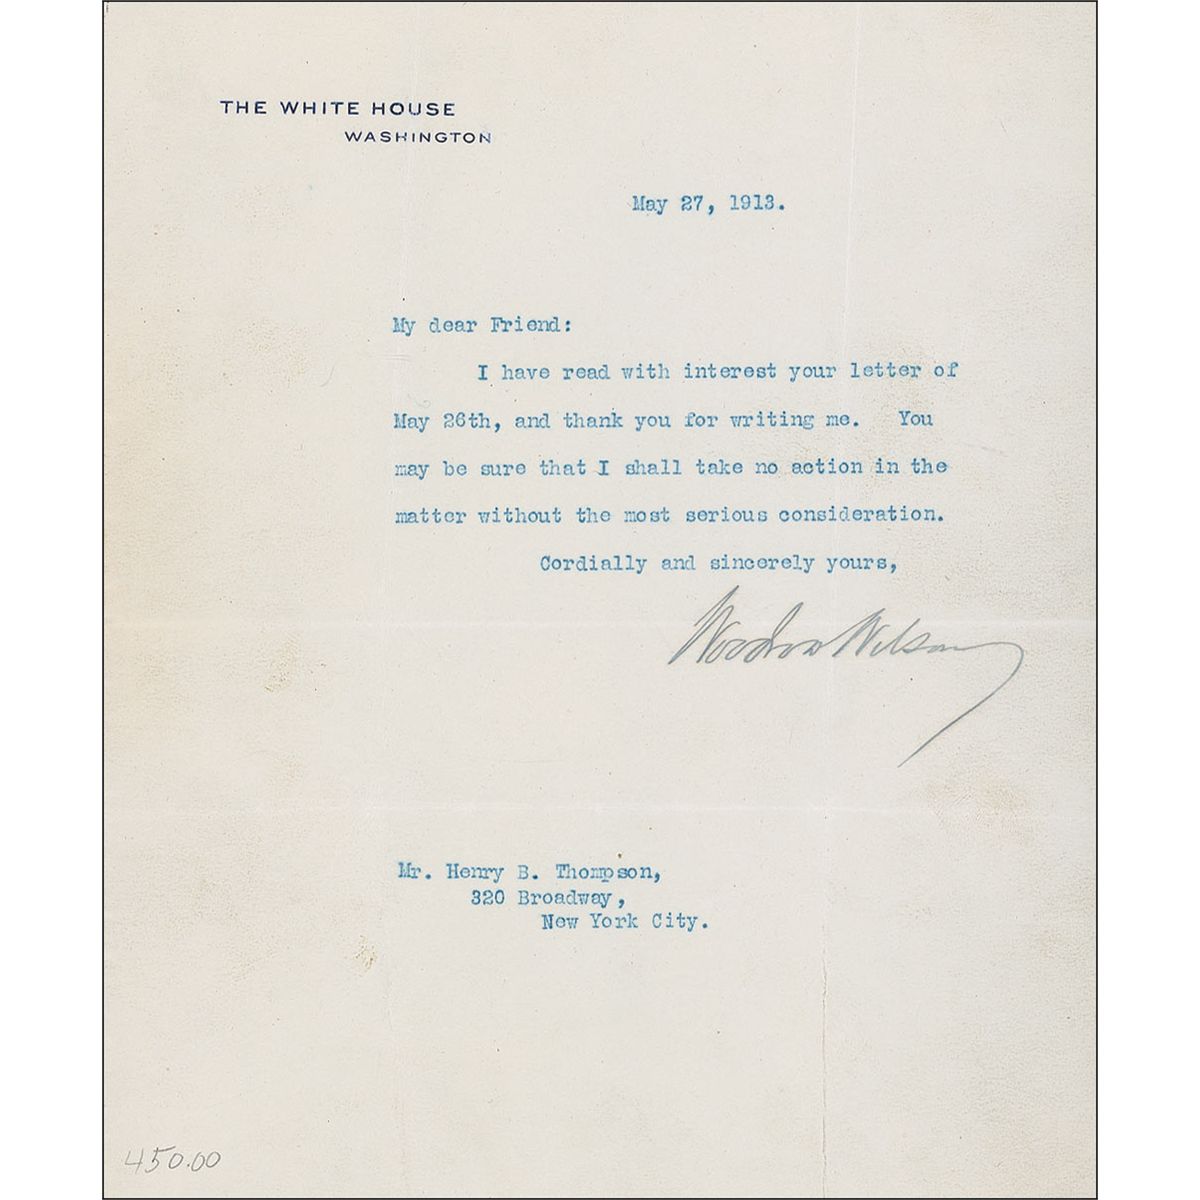 THE WHITE HOUSE
WASHINGTON
May 27, 1913.
My dear Friend:
I have read with interest your letter of
May 26th, and thank you for writing me. You
may be sure that I shall take no action in the
matter without the most serious consideration.
Cordially and sincerely yours,
Woodrow Wilson
Mr. Henry B. Thompson,
320 Broadway,
New York City.
450.00